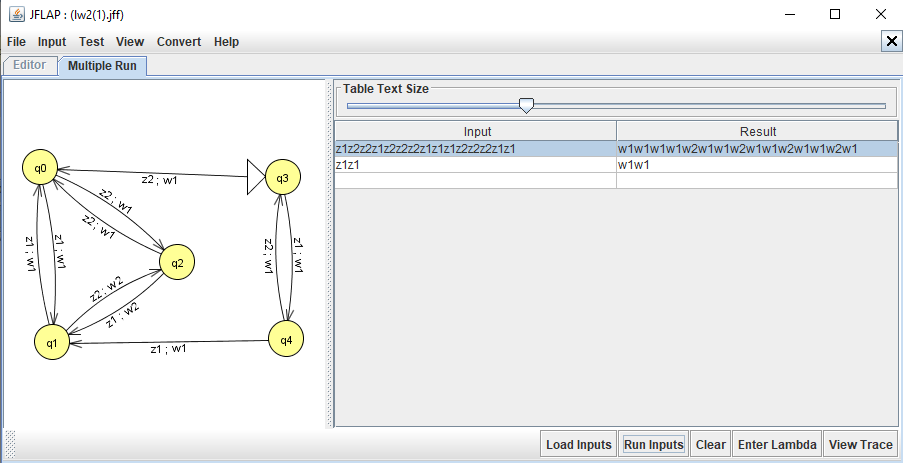 JFLAP : (lw2(1).jff)
File Input Test View Convert Help
Editor Multiple Run
Table Text Size
Input Result
z1z2z2z1z2z2z2z1z1z1z2z2z2z1z1 w1w1w1w1w2w1w1w2w1w1w2w1w1w2w1
z1z1 w1w1
q0
q3
z2 ; w1
z2 ; w1
z2 ; w1
z1 ; w1
z1 ; w1
z2 ; w1
z1 ; w1
q2
z2 ; w2
z1 ; w2
q1
q4
z1 ; w1
Load Inputs Run Inputs Clear Enter Lambda View Trace